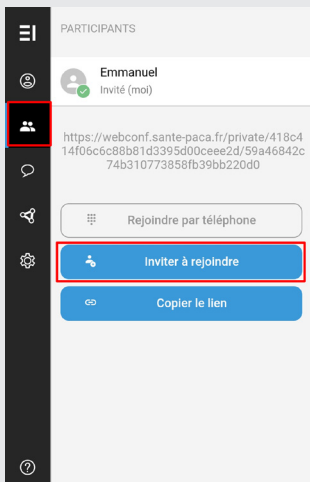 PARTICIPANTS
Emmanuel
Invité (moi)
https://webconf.sante-paca.fr/private/418c4
14f06c6c88b81d3395d00ceee2d/59a46842c
74b310773858fb39bb220d0
Rejoindre par téléphone
Inviter à rejoindre
Copier le lien